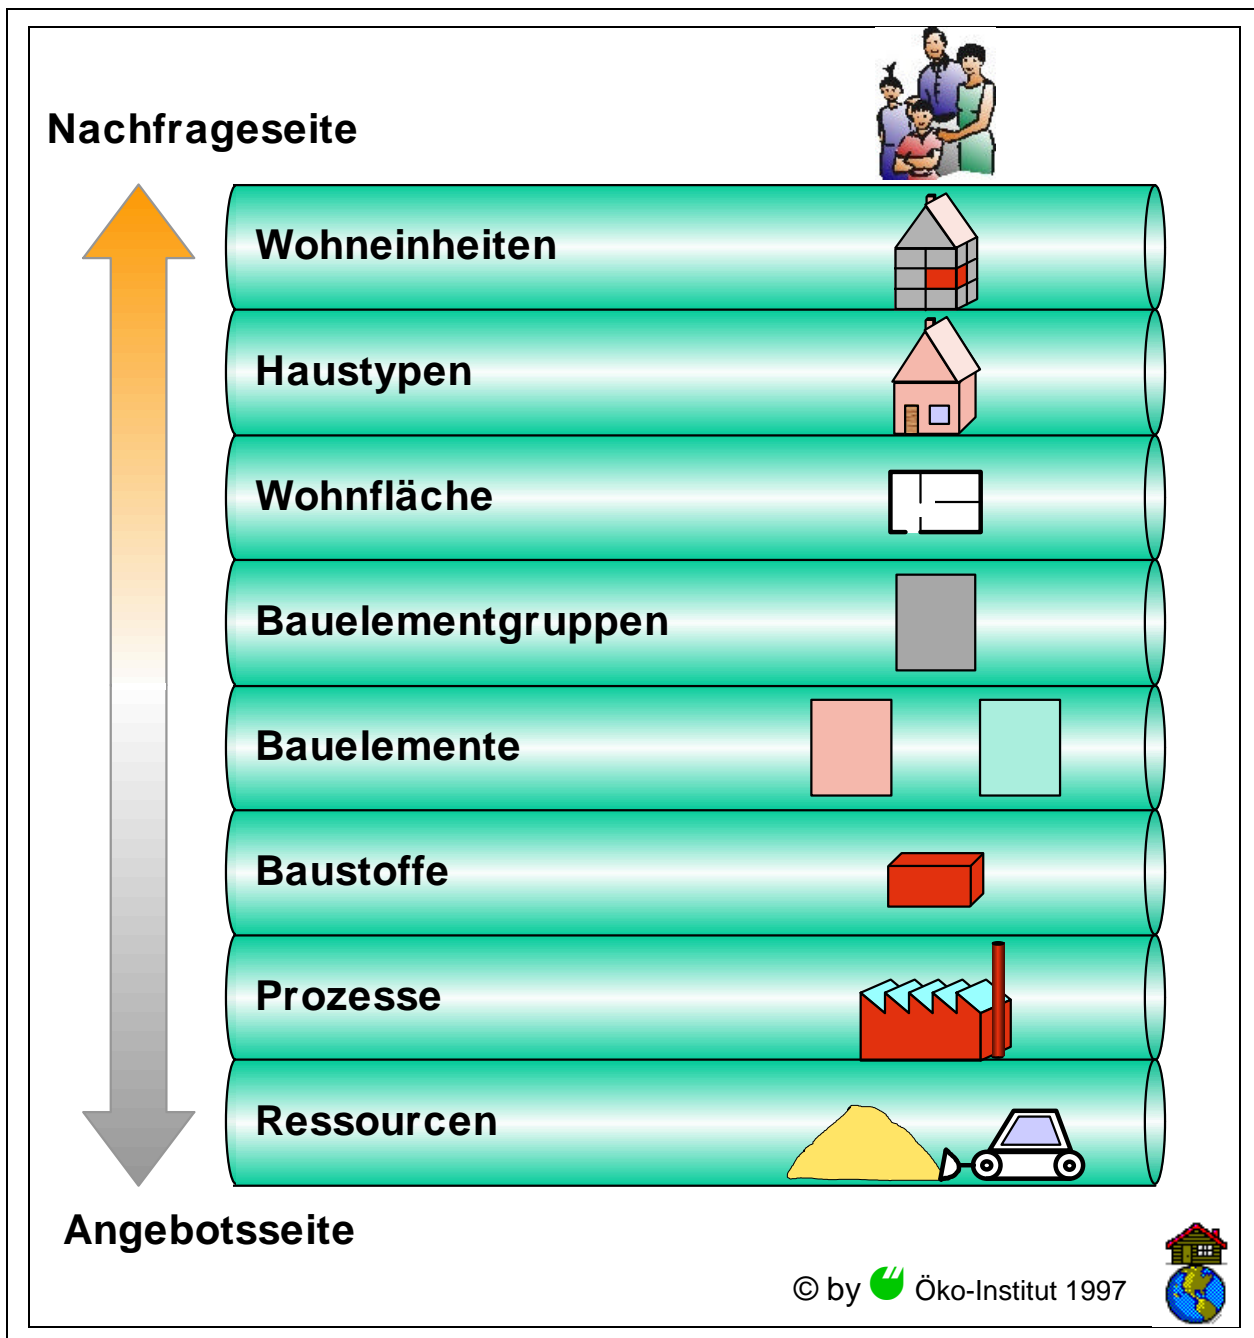 Nachfrageseite
Wohneinheiten
Haustypen
Wohnfläche
Bauelementgruppen
Bauelemente
Baustoffe
Prozesse
Ressourcen
Angebotsseite
© by Öko-Institut 1997